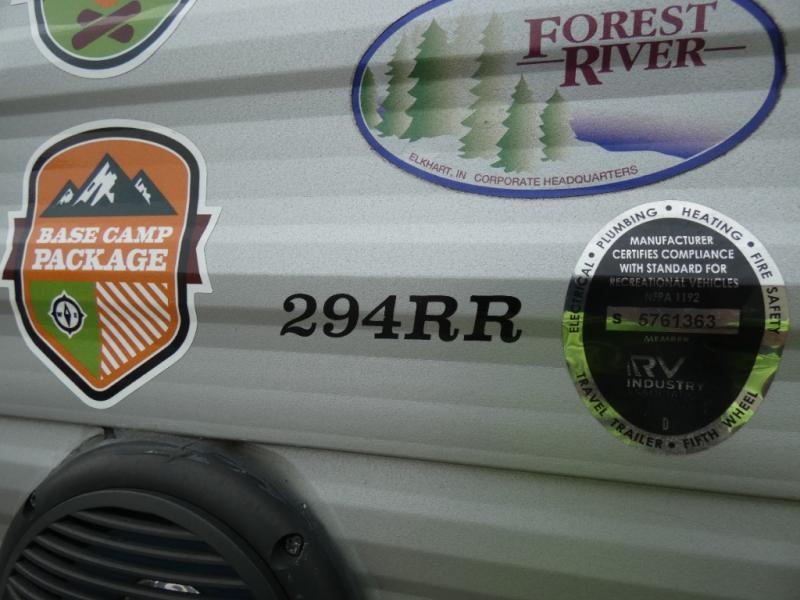 FOREST
RIVER
ELKHART, IN CORPORATE HEADQUARTERS
BASE CAMP
PACKAGE
294RR
ELECTRICAL • PLUMBING • HEATING • FIRE SAFETY
MANUFACTURER
CERTIFIES COMPLIANCE
WITH STANDARD FOR
RECREATIONAL VEHICLES
NFPA 1192
S 5761363
MEMBER
RV
INDUSTRY
D
TRAVEL TRAILER • FIFTH WHEEL